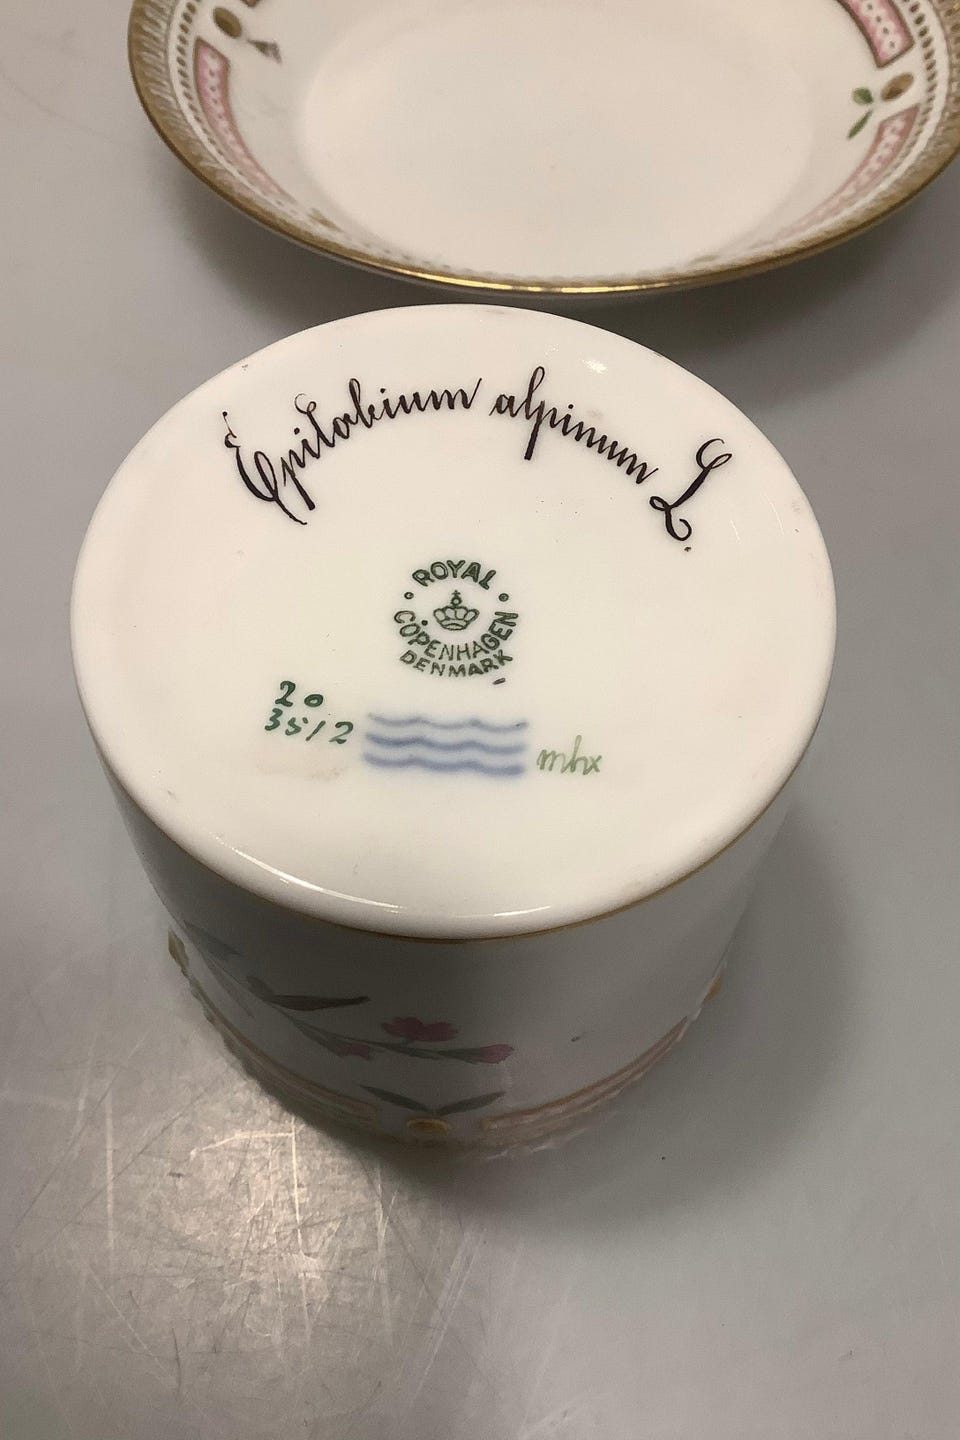 Epilobium alpinum L.
ROYAL
COPENHAGEN
DENMARK
20
3512
mhx